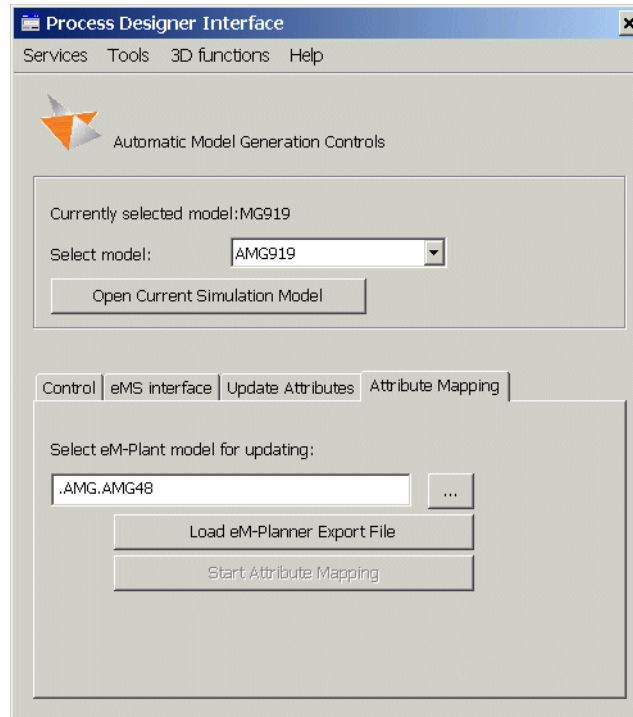 Process Designer Interface
Services Tools 3D functions Help
Automatic Model Generation Controls
Currently selected model:MG919
Select model: AMG919
Open Current Simulation Model
Control eMS interface Update Attributes Attribute Mapping
Select eM-Plant model for updating:
.AMG.AMG48 ...
Load eM-Planner Export File
Start Attribute Mapping